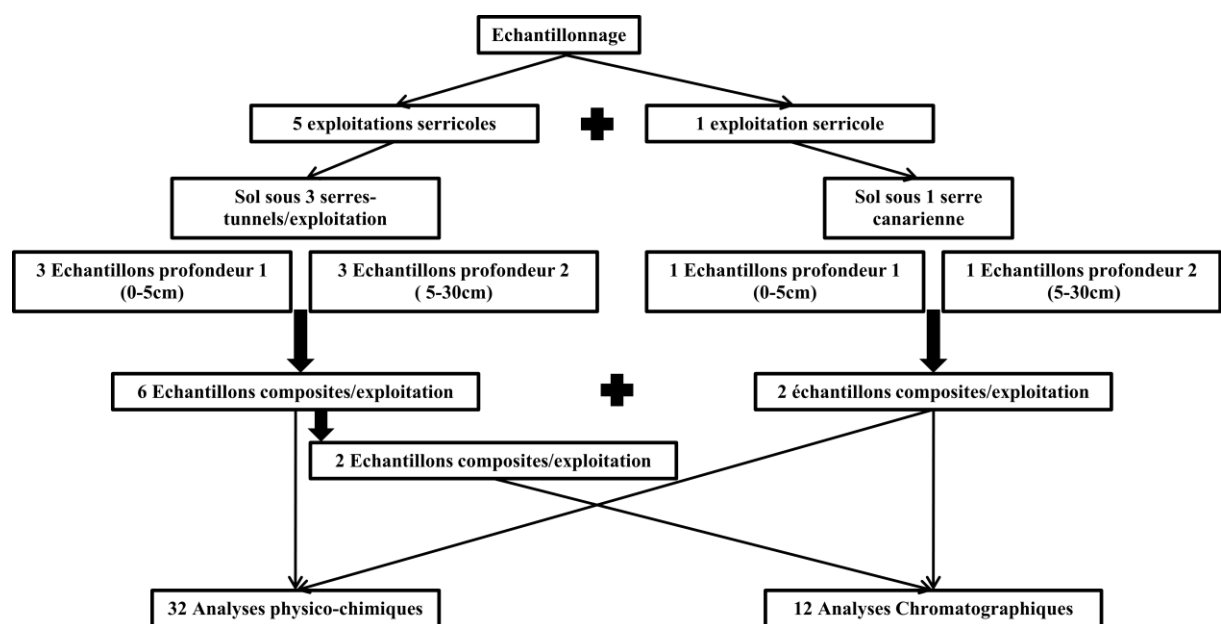 Echantillonnage
5 exploitations serricoles
1 exploitation serricole
Sol sous 3 serres-
tunnels/exploitation
Sol sous 1 serre
canarienne
3 Echantillons profondeur 1
(0-5cm)
3 Echantillons profondeur 2
( 5-30cm)
1 Echantillons profondeur 1
(0-5cm)
1 Echantillons profondeur 2
(5-30cm)
6 Echantillons composites/exploitation
2 échantillons composites/exploitation
2 Echantillons composites/exploitation
32 Analyses physico-chimiques
12 Analyses Chromatographiques